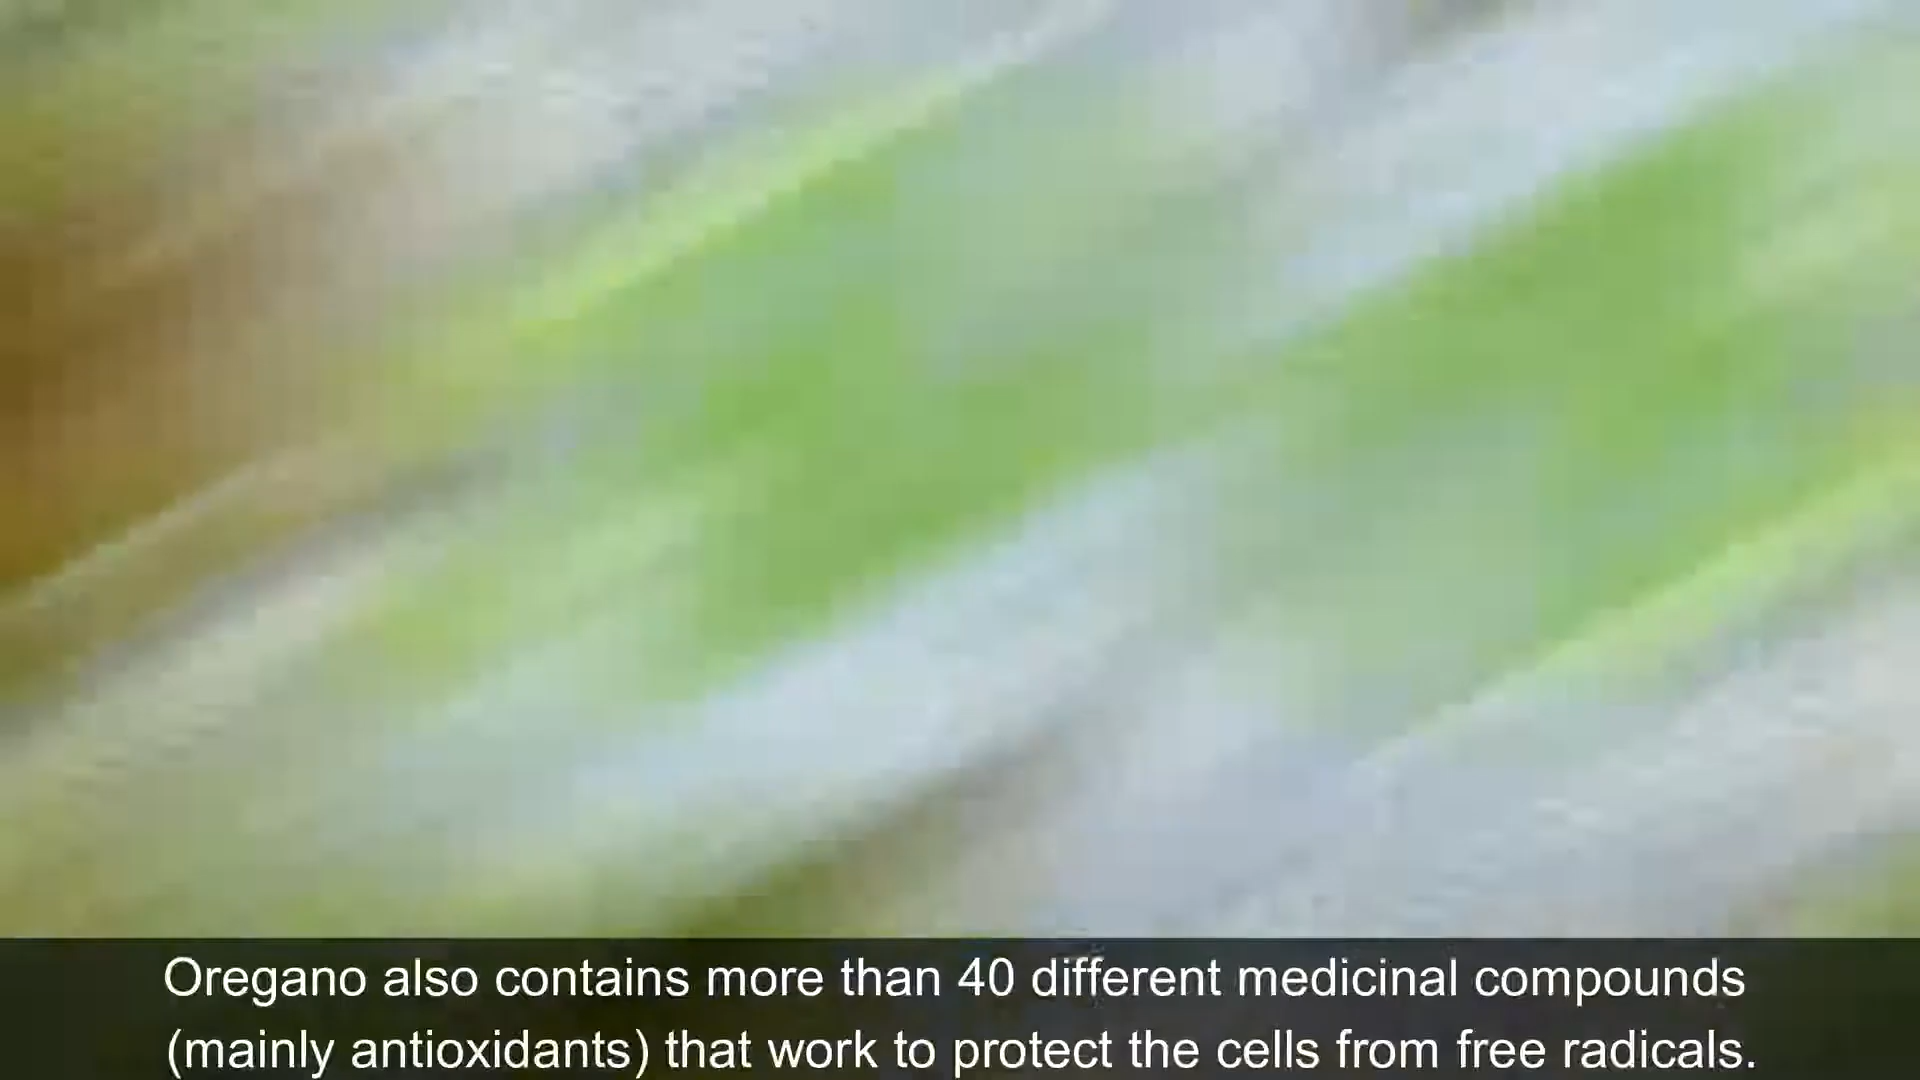 Oregano also contains more than 40 different medicinal compounds
(mainly antioxidants) that work to protect the cells from free radicals.